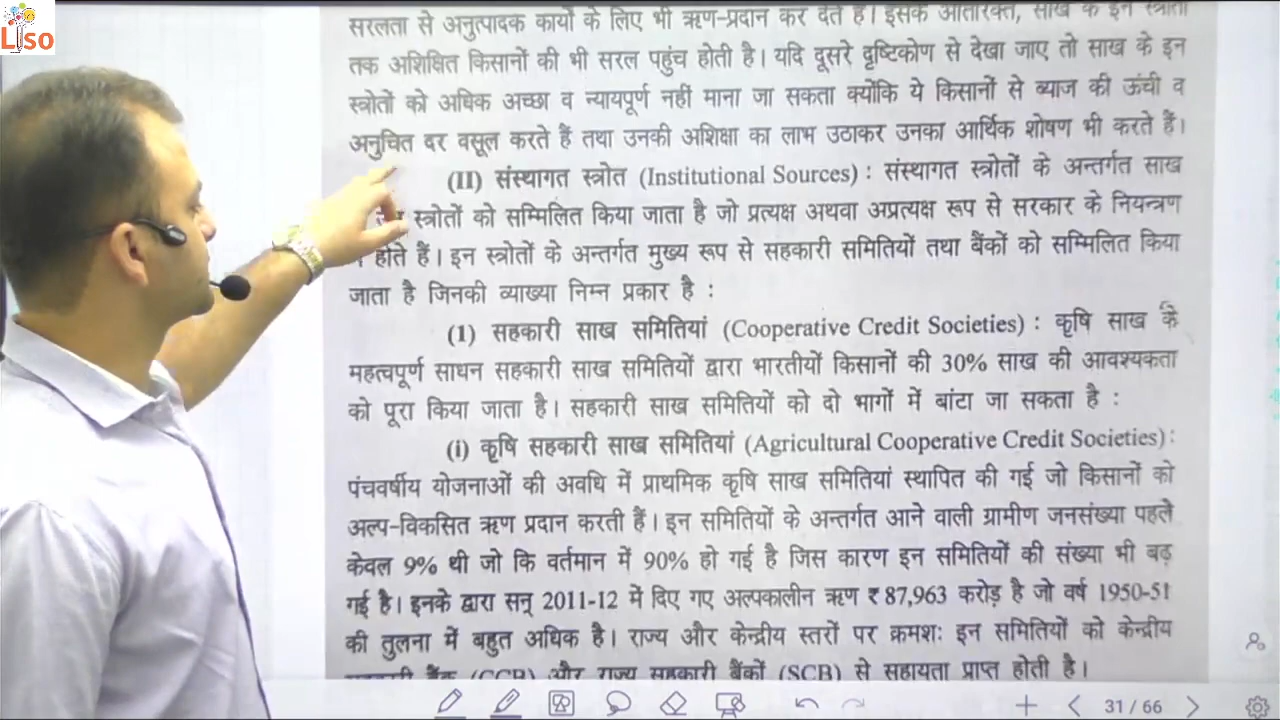 Liso
सरलता से अनुत्पादक कार्यों के लिए भी ऋण-प्रदान कर देते हैं। इसके अतिरिक्त, साख के इन स्त्रोतों
तक अशिक्षित किसानों की भी सरल पहुंच होती है। यदि दूसरे दृष्टिकोण से देखा जाए तो साख के इन
स्त्रोतों को अधिक अच्छा व न्यायपूर्ण नहीं माना जा सकता क्योंकि ये किसानों से ब्याज की ऊंची व
अनुचित दर वसूल करते हैं तथा उनकी अशिक्षा का लाभ उठाकर उनका आर्थिक शोषण भी करते हैं।
(II) संस्थागत स्त्रोत (Institutional Sources) : संस्थागत स्त्रोतों के अन्तर्गत साख
स्त्रोतों को सम्मिलित किया जाता है जो प्रत्यक्ष अथवा अप्रत्यक्ष रूप से सरकार के नियन्त्रण
होते हैं। इन स्त्रोतों के अन्तर्गत मुख्य रूप से सहकारी समितियों तथा बैंकों को सम्मिलित किया
जाता है जिनकी व्याख्या निम्न प्रकार है :
(1) सहकारी साख समितियां (Cooperative Credit Societies) : कृषि साख के
महत्वपूर्ण साधन सहकारी साख समितियों द्वारा भारतीयों किसानों की 30% साख की आवश्यकता
को पूरा किया जाता है। सहकारी साख समितियों को दो भागों में बांटा जा सकता है :
(i) कृषि सहकारी साख समितियां (Agricultural Cooperative Credit Societies) :
पंचवर्षीय योजनाओं की अवधि में प्राथमिक कृषि साख समितियां स्थापित की गई जो किसानों को
अल्प-विकसित ऋण प्रदान करती हैं। इन समितियों के अन्तर्गत आने वाली ग्रामीण जनसंख्या पहले
केवल 9% थी जो कि वर्तमान में 90% हो गई है जिस कारण इन समितियों की संख्या भी बढ़
गई है। इनके द्वारा सन् 2011-12 में दिए गए अल्पकालीन ऋण ₹ 87,963 करोड़ है जो वर्ष 1950-51
की तुलना में बहुत अधिक है। राज्य और केन्द्रीय स्तरों पर क्रमशः इन समितियों को केन्द्रीय
सहकारी बैंक (CCB) और राज्य सहकारी बैंकों (SCB) से सहायता प्राप्त होती है।
31 / 66